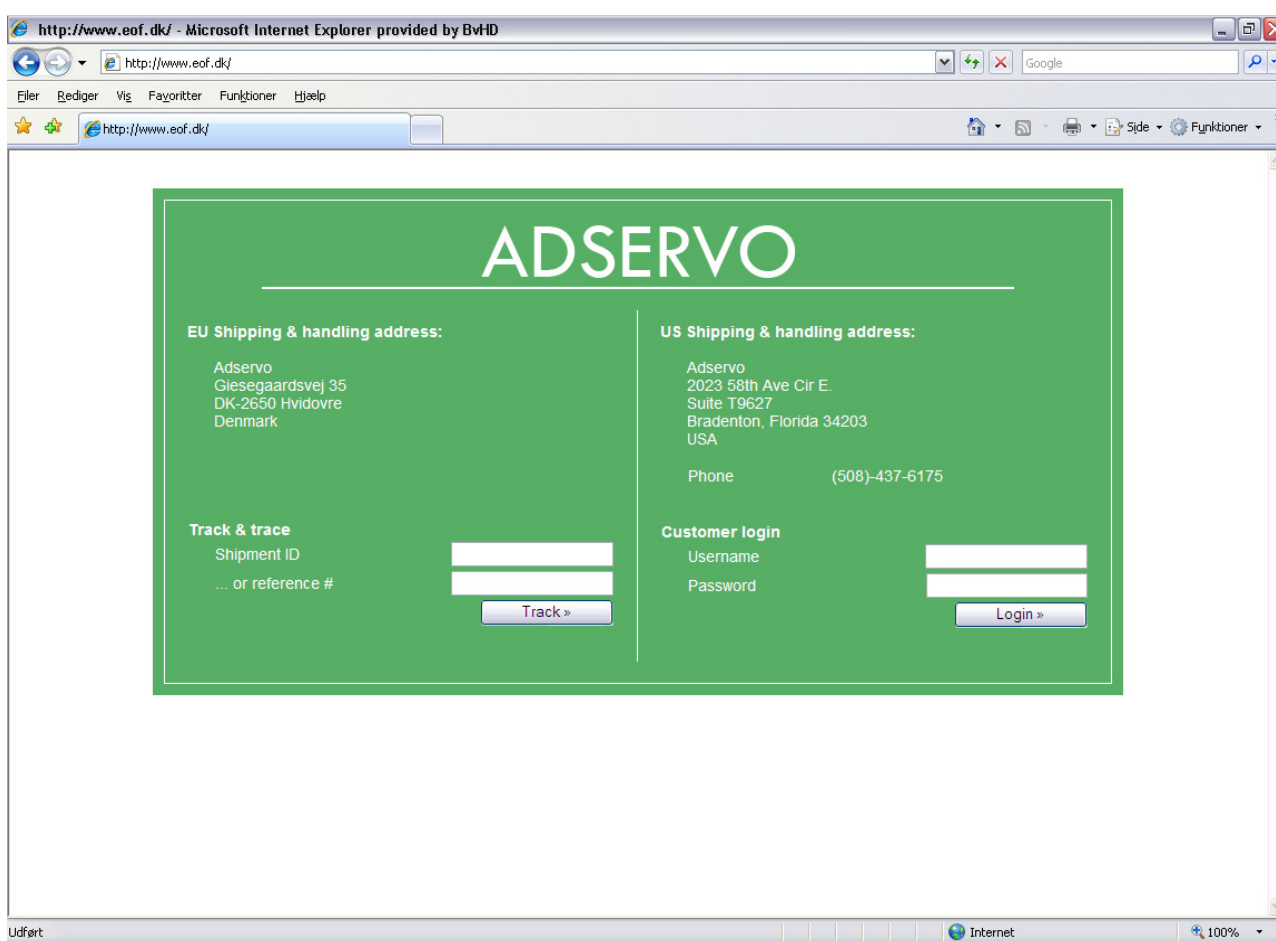 http://www.eof.dk/ - Microsoft Internet Explorer provided by BvHD
http://www.eof.dk/
Google
Filer Rediger Vis Favoritter Funktioner Hjælp
http://www.eof.dk/
Side Funktioner
ADSERVO
EU Shipping & handling address:
Adservo
Giesegaardsvej 35
DK-2650 Hvidovre
Denmark
US Shipping & handling address:
Adservo
2023 58th Ave Cir E.
Suite T9627
Bradenton, Florida 34203
USA
Phone (508)-437-6175
Track & trace
Shipment ID
... or reference #
Track »
Customer login
Username
Password
Login »
Udført
Internet
100%